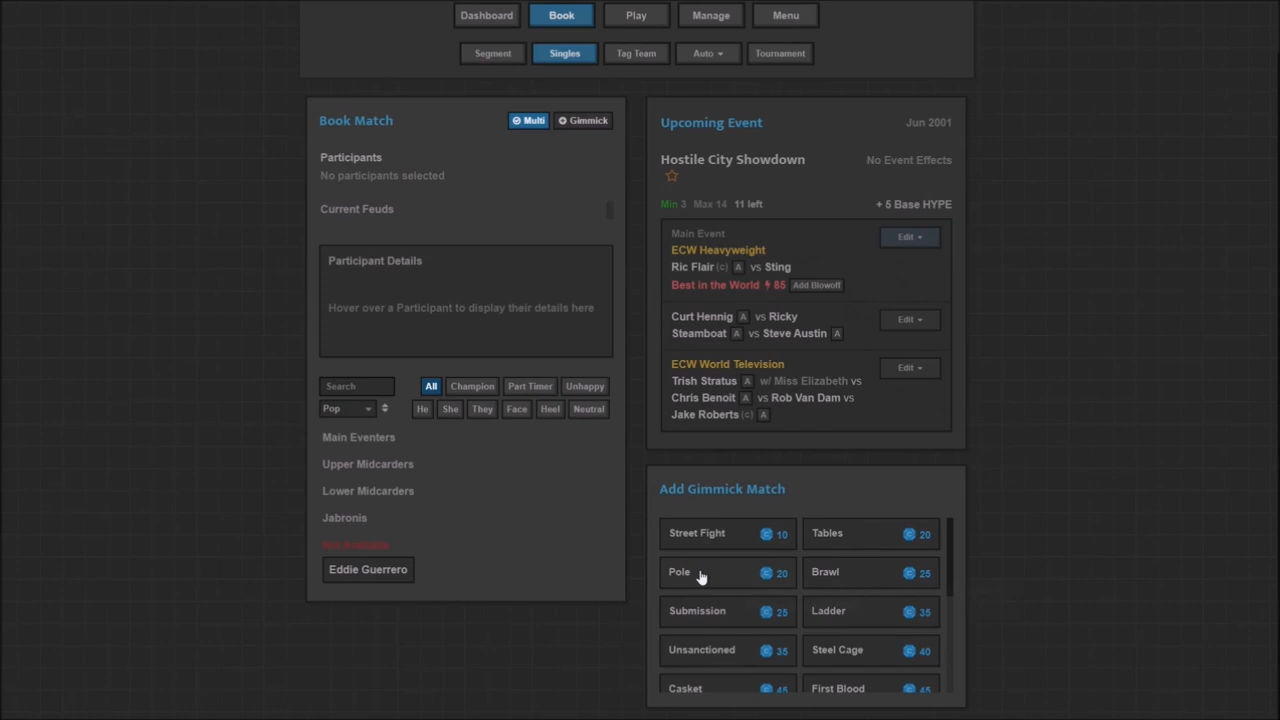 Dashboard Book Play Manage Menu
Segment Singles Tag Team Auto Tournament
Book Match Multi Gimmick
Participants
No participants selected
Current Feuds
Participant Details
Hover over a Participant to display their details here
Search All Champion Part Timer Unhappy
Pop He She They Face Heel Neutral
Main Eventers
Upper Midcarders
Lower Midcarders
Jabronis
Eddie Guerrero
Upcoming Event Jun 2001
Hostile City Showdown No Event Effects
Min 3 Max 14 11 left + 5 Base HYPE
Main Event Edit
ECW Heavyweight
Ric Flair (c) A vs Sting
Best in the World 85 Add Blowoff
Curt Hennig A vs Ricky Edit
Steamboat A vs Steve Austin A
ECW World Television Edit
Trish Stratus A w/ Miss Elizabeth vs
Chris Benoit A vs Rob Van Dam vs
Jake Roberts (c) A
Add Gimmick Match
Street Fight 10 Tables 20
Pole 20 Brawl 25
Submission 25 Ladder 35
Unsanctioned 35 Steel Cage 40
Casket 45 First Blood 45